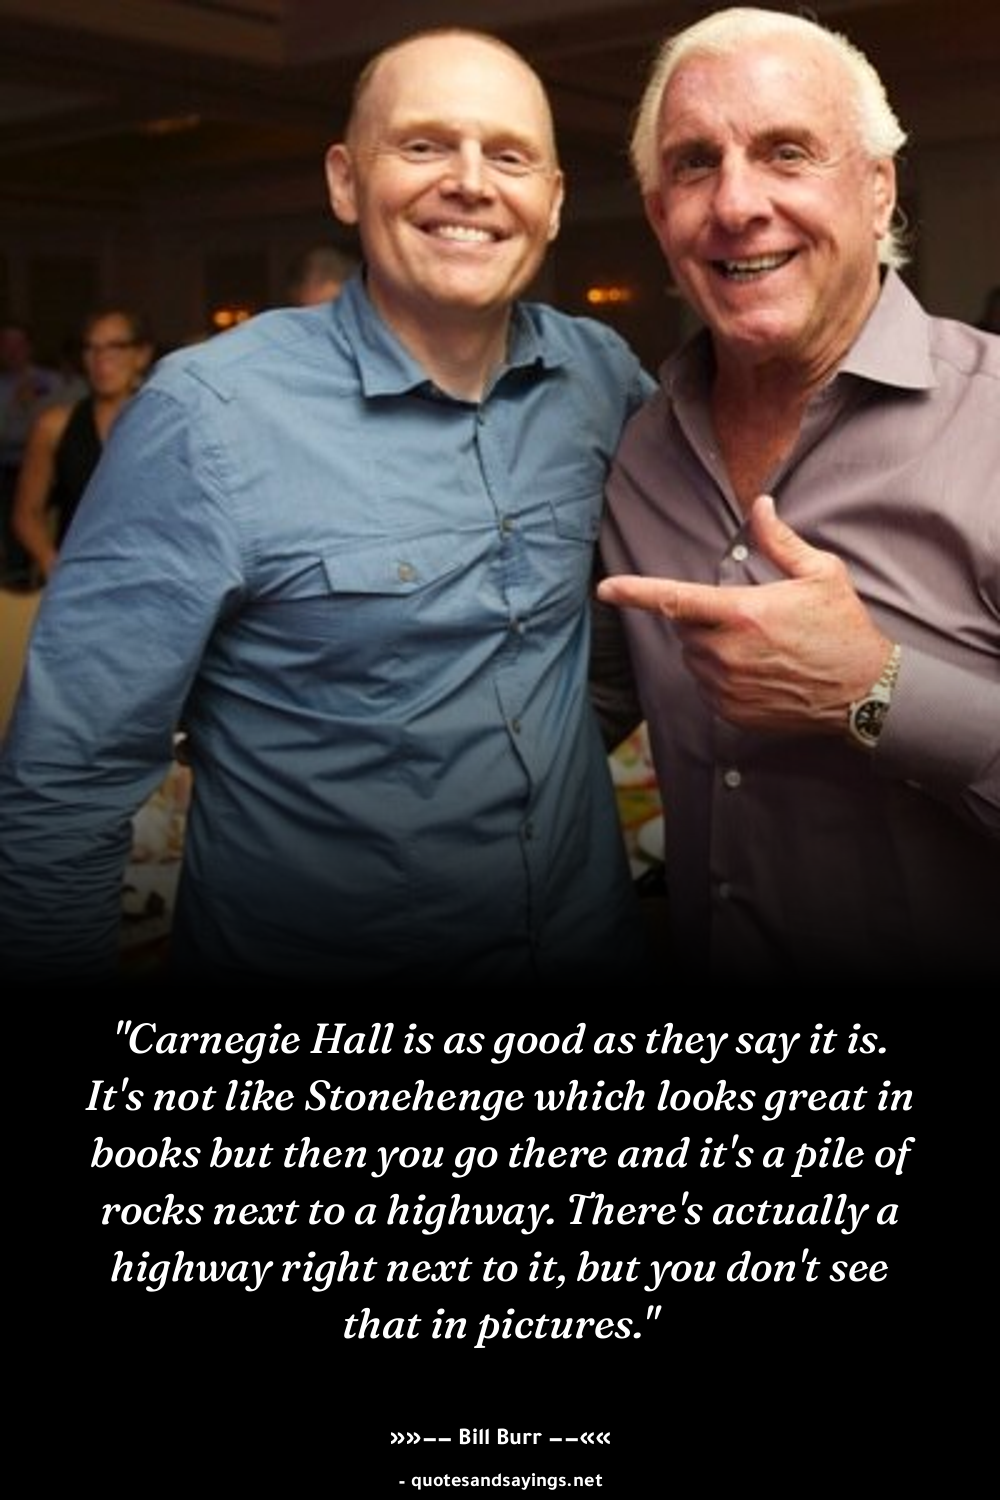 "Carnegie Hall is as good as they say it is.
It's not like Stonehenge which looks great in
books but then you go there and it's a pile of
rocks next to a highway. There's actually a
highway right next to it, but you don't see
that in pictures."
»»–– Bill Burr ––««
- quotesandsayings.net